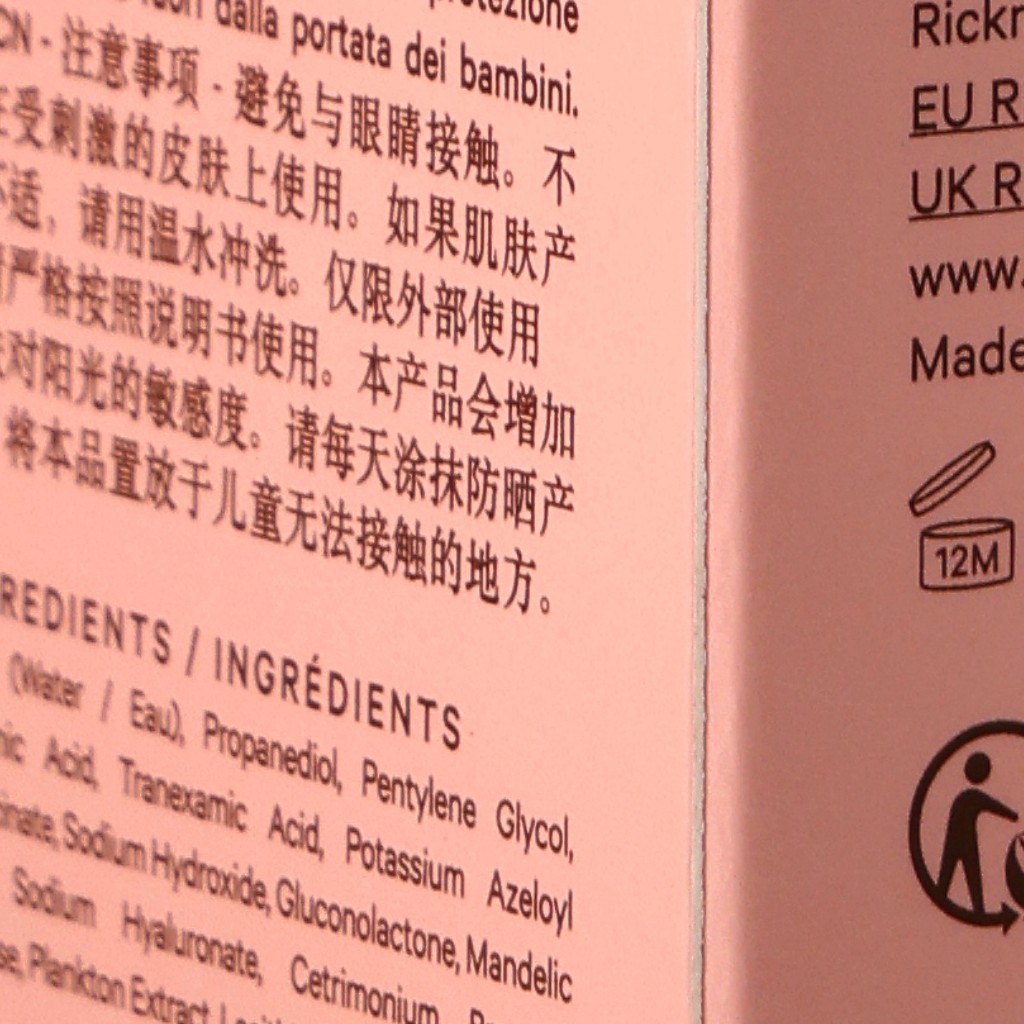 protezione
dalla portata dei bambini.
CN · 注意事项 · 避免与眼睛接触。不
受刺激的皮肤上使用。如果肌肤产
不适，请用温水冲洗。仅限外部使用
严格按照说明书使用。本产品会增加
对阳光的敏感度。请每天涂抹防晒产
将本品置放于儿童无法接触的地方。
REDIENTS / INGRÉDIENTS
(Water / Eau), Propanediol, Pentylene Glycol,
Acid, Tranexamic Acid, Potassium Azeloyl
Sodium Hydroxide, Gluconolactone, Mandelic
Sodium Hyaluronate, Cetrimonium
Plankton Extract
Rickr
EU R
UK R
www.
Made
12M